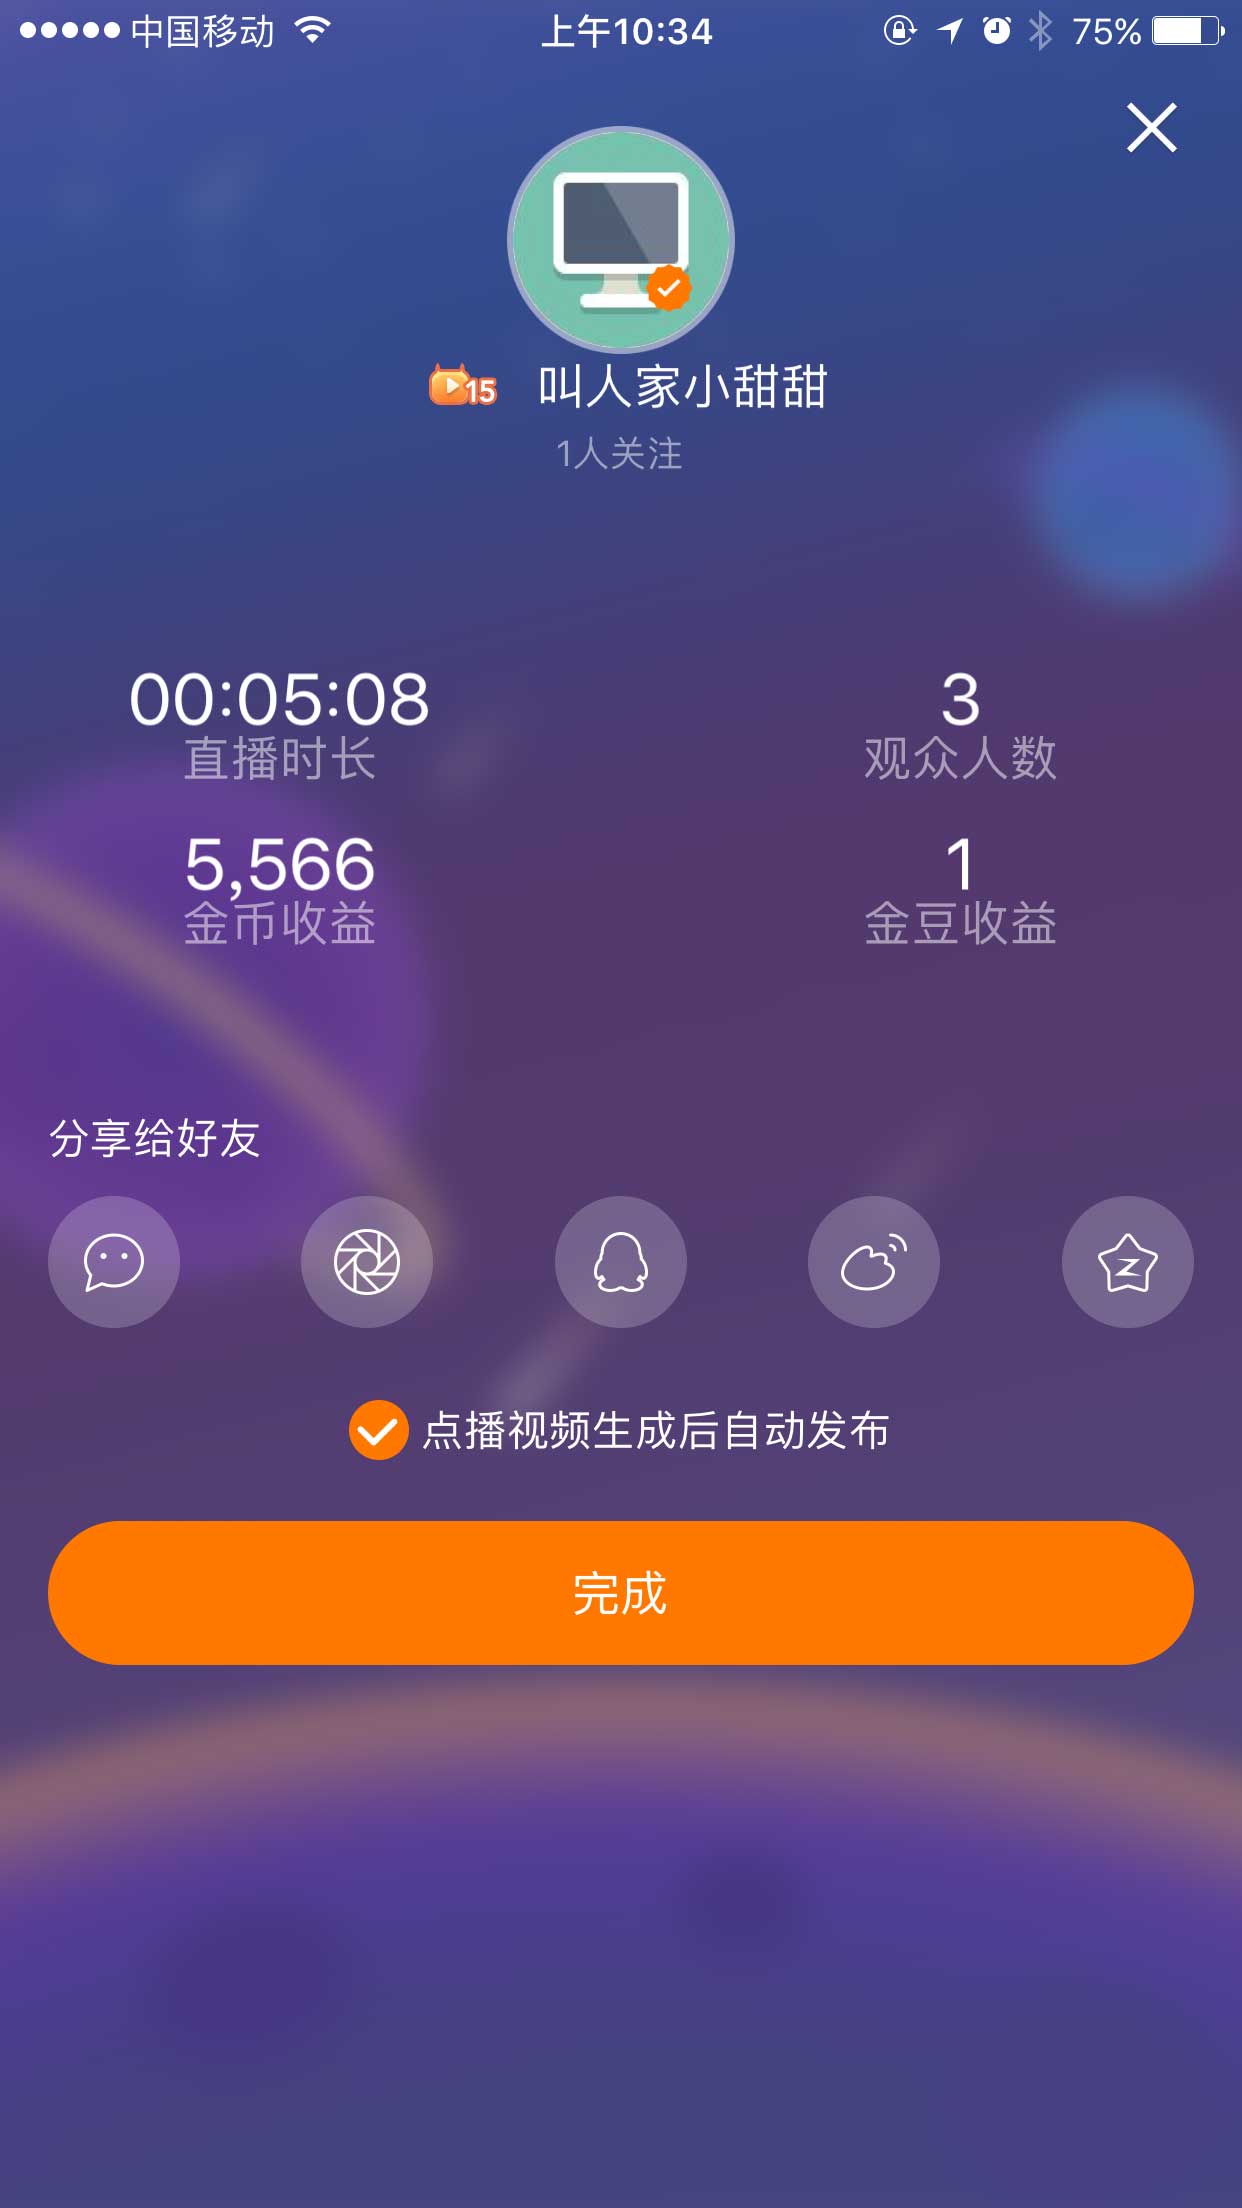 中国移动 上午10:34 75%
15 叫人家小甜甜
1人关注
00:05:08 3
直播时长 观众人数
5,566 1
金币收益 金豆收益
分享给好友
点播视频生成后自动发布
完成